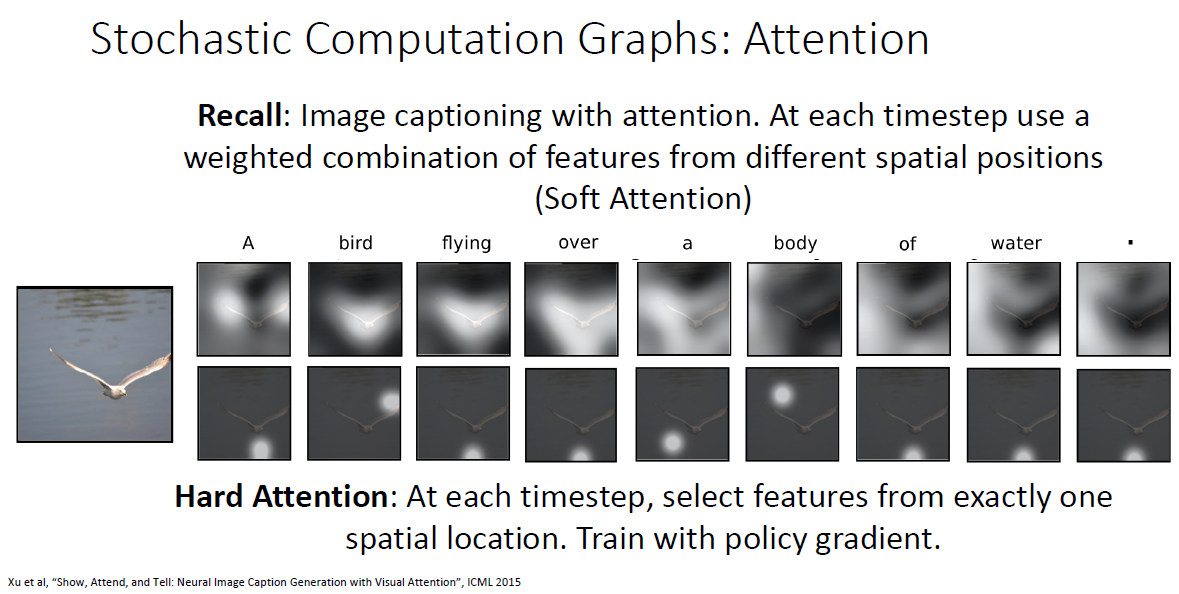 Stochastic Computation Graphs: Attention
Recall: Image captioning with attention. At each timestep use a
weighted combination of features from different spatial positions
(Soft Attention)
A bird flying over a body of water .
Hard Attention: At each timestep, select features from exactly one
spatial location. Train with policy gradient.
Xu et al, “Show, Attend, and Tell: Neural Image Caption Generation with Visual Attention”, ICML 2015